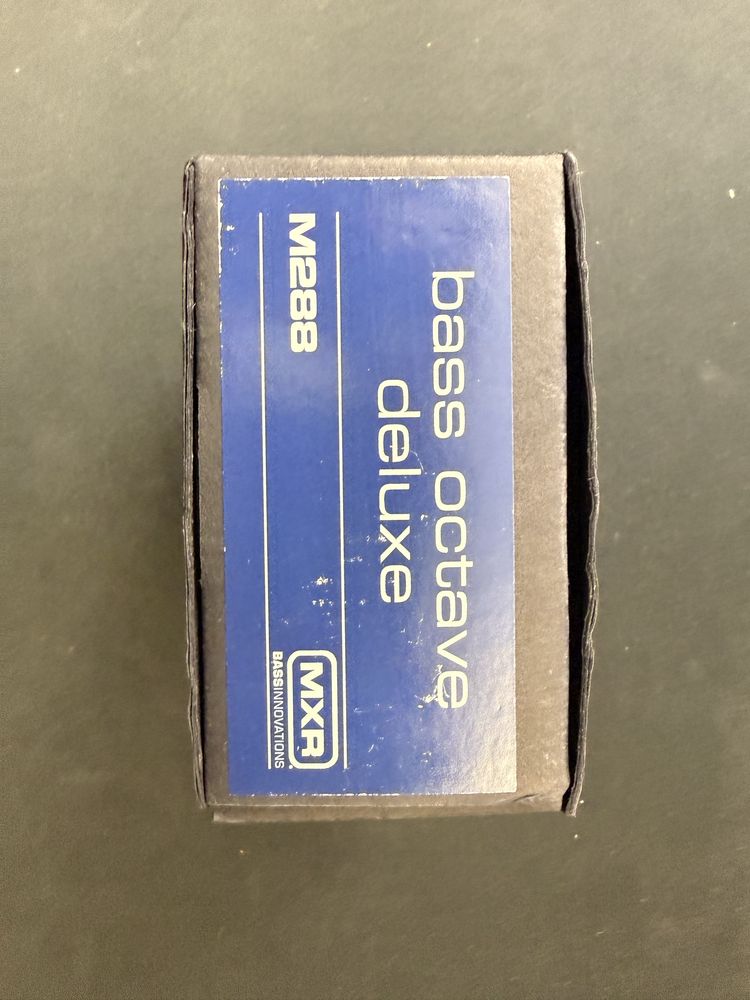 bass octave
deluxe
M288
MXR
BASSINNOVATIONS